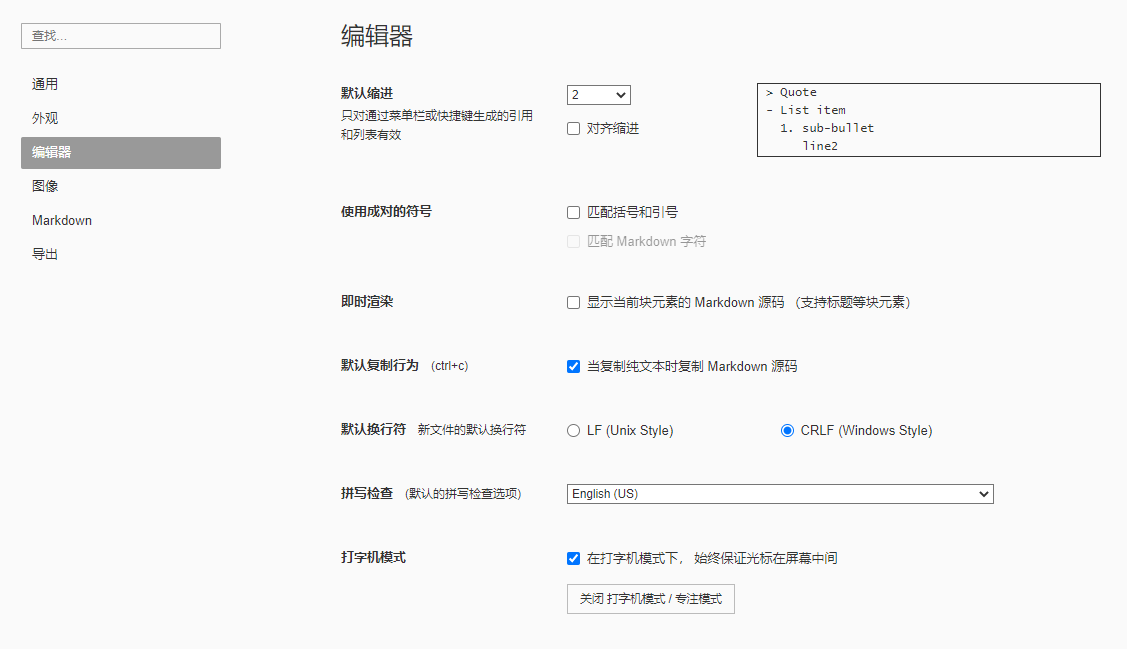 查找...
通用
外观
编辑器
图像
Markdown
导出
编辑器
默认缩进
只对通过菜单栏或快捷键生成的引用
和列表有效
2
对齐缩进
> Quote
- List item
1. sub-bullet
line2
使用成对的符号
匹配括号和引号
匹配 Markdown 字符
即时渲染
显示当前块元素的 Markdown 源码 （支持标题等块元素）
默认复制行为 (ctrl+c)
当复制纯文本时复制 Markdown 源码
默认换行符 新文件的默认换行符
LF (Unix Style)
CRLF (Windows Style)
拼写检查 (默认的拼写检查选项)
English (US)
打字机模式
在打字机模式下， 始终保证光标在屏幕中间
关闭 打字机模式 / 专注模式